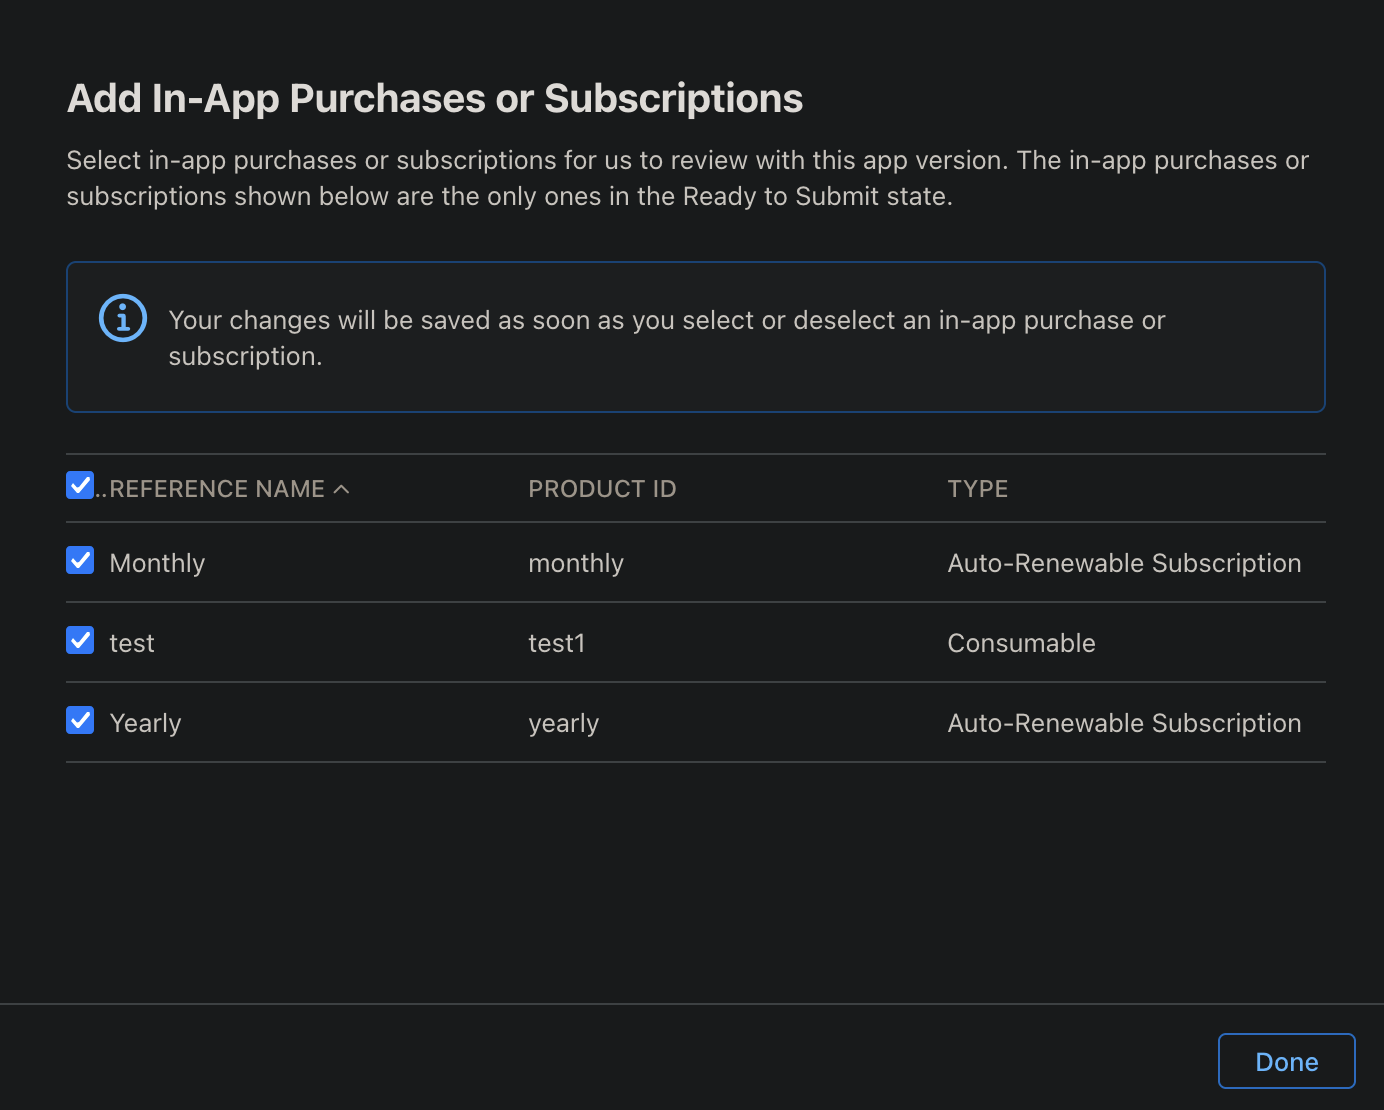 Add In-App Purchases or Subscriptions
Select in-app purchases or subscriptions for us to review with this app version. The in-app purchases or
subscriptions shown below are the only ones in the Ready to Submit state.
Your changes will be saved as soon as you select or deselect an in-app purchase or
subscription.
..REFERENCE NAME PRODUCT ID TYPE
Monthly monthly Auto-Renewable Subscription
test test1 Consumable
Yearly yearly Auto-Renewable Subscription
Done